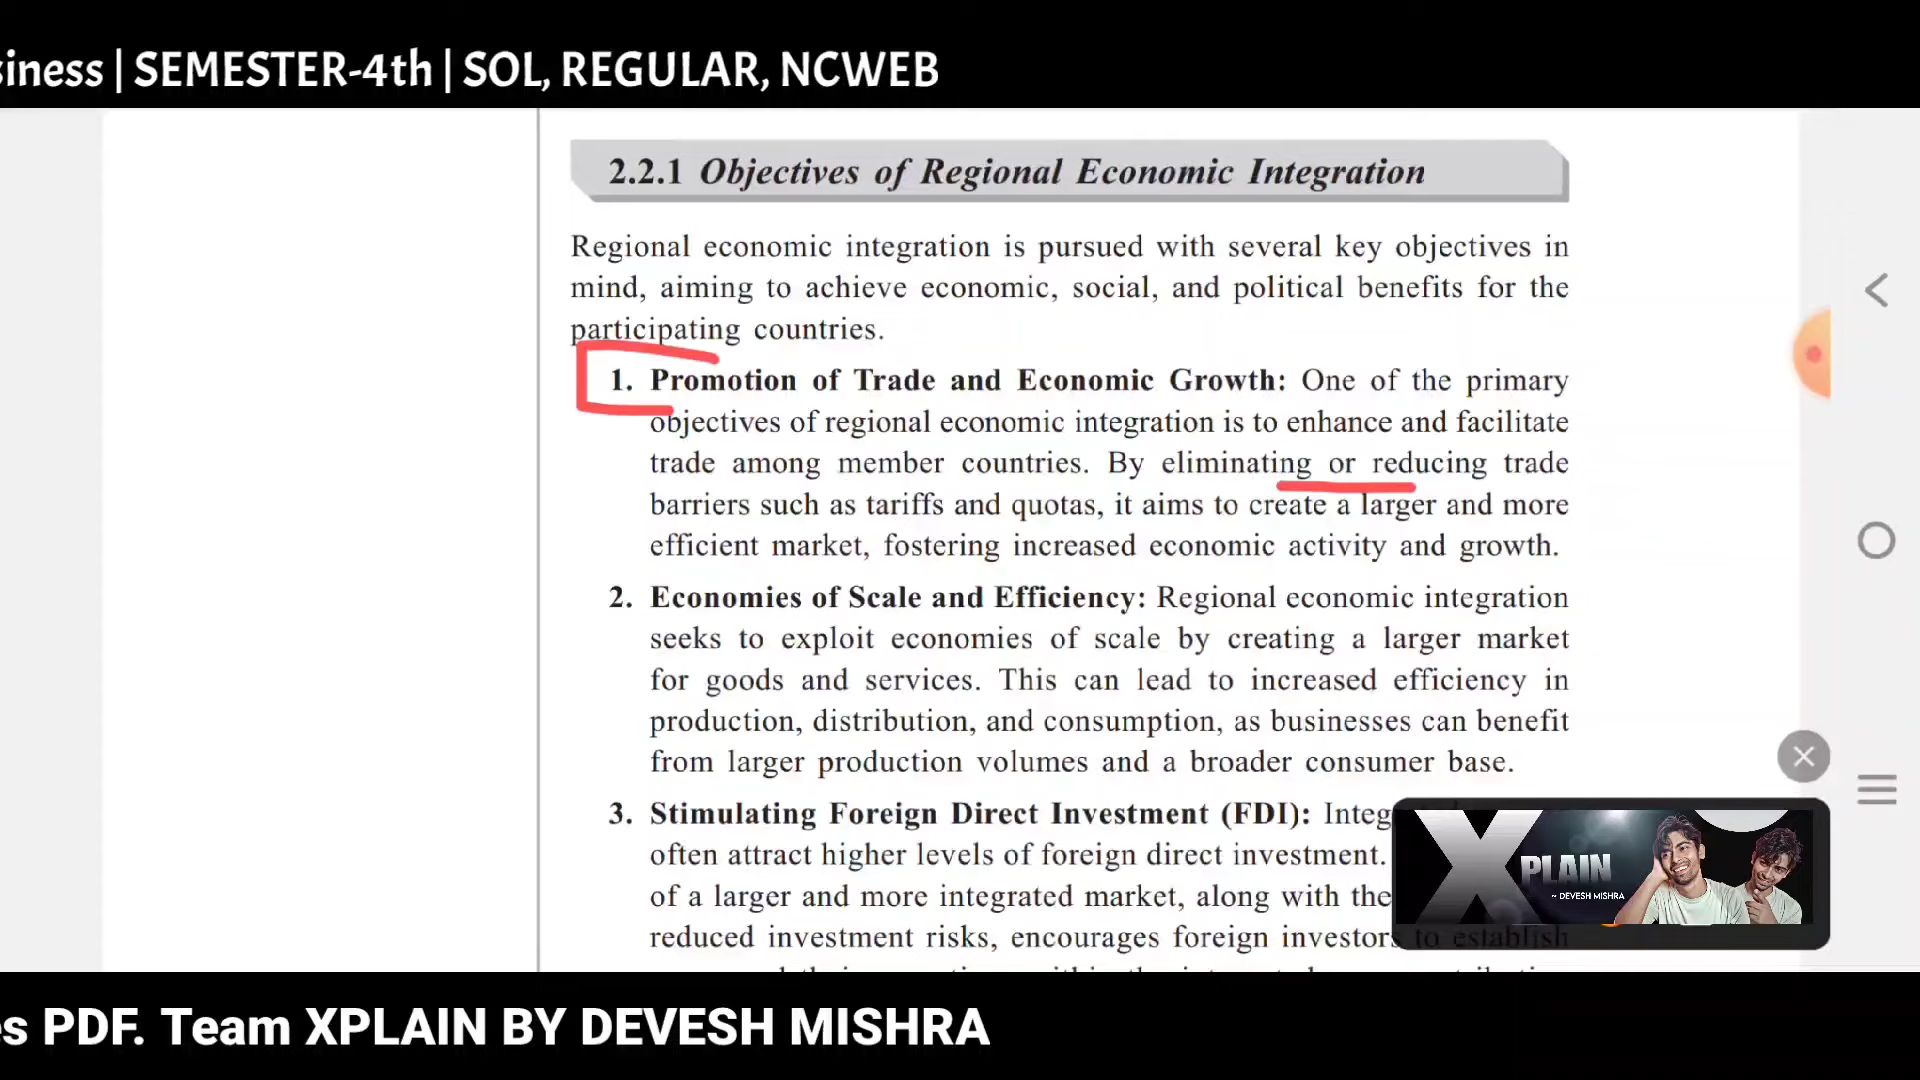 siness | SEMESTER-4th | SOL, REGULAR, NCWEB
2.2.1 Objectives of Regional Economic Integration
Regional economic integration is pursued with several key objectives in
mind, aiming to achieve economic, social, and political benefits for the
participating countries.
1. Promotion of Trade and Economic Growth: One of the primary
objectives of regional economic integration is to enhance and facilitate
trade among member countries. By eliminating or reducing trade
barriers such as tariffs and quotas, it aims to create a larger and more
efficient market, fostering increased economic activity and growth.
2. Economies of Scale and Efficiency: Regional economic integration
seeks to exploit economies of scale by creating a larger market
for goods and services. This can lead to increased efficiency in
production, distribution, and consumption, as businesses can benefit
from larger production volumes and a broader consumer base.
3. Stimulating Foreign Direct Investment (FDI): Integ
often attract higher levels of foreign direct investment.
of a larger and more integrated market, along with the
reduced investment risks, encourages foreign investors to establish
XPLAIN
~ DEVESH MISHRA
es PDF. Team XPLAIN BY DEVESH MISHRA